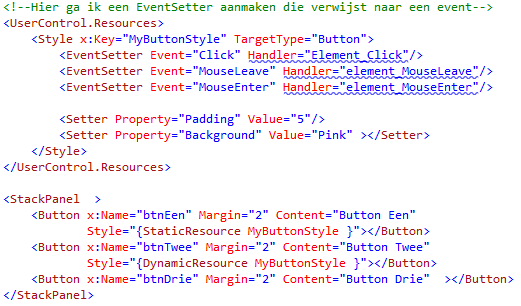 <!--Hier ga ik een EventSetter aanmaken die verwijst naar een event-->
<UserControl.Resources>
    <Style x:Key="MyButtonStyle" TargetType="Button">
        <EventSetter Event="Click" Handler="Element_Click"/>
        <EventSetter Event="MouseLeave" Handler="element_MouseLeave"/>
        <EventSetter Event="MouseEnter" Handler="element_MouseEnter"/>

        <Setter Property="Padding" Value="5"/>
        <Setter Property="Background" Value="Pink" ></Setter>
    </Style>
</UserControl.Resources>

<StackPanel  >
    <Button x:Name="btnEen" Margin="2" Content="Button Een"
            Style="{StaticResource MyButtonStyle }"></Button>
    <Button x:Name="btnTwee" Margin="2" Content="Button Twee"
            Style="{DynamicResource MyButtonStyle }"></Button>
    <Button x:Name="btnDrie" Margin="2" Content="Button Drie"  ></Button>
</StackPanel>